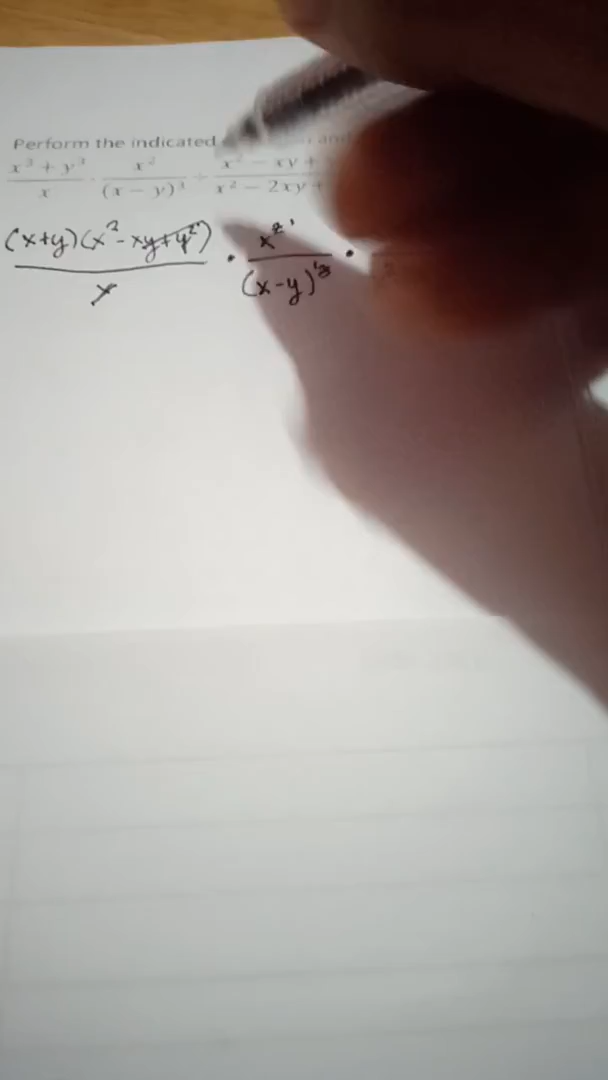 Perform the indicated
x³ + y³ / x · x² / (x − y)³ ÷ x² − xy + / x² − 2xy +
(x+y)(x²-xy+y²) / x · x² ' / (x-y)'³ ·